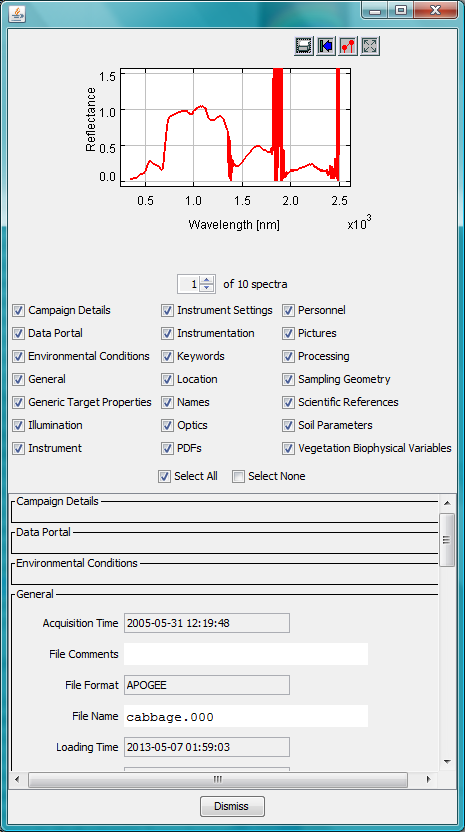 1.5
1.0
0.5
0.0
Reflectance
0.5 1.0 1.5 2.0 2.5
Wavelength [nm] x10³
1 of 10 spectra
Campaign Details Instrument Settings Personnel
Data Portal Instrumentation Pictures
Environmental Conditions Keywords Processing
General Location Sampling Geometry
Generic Target Properties Names Scientific References
Illumination Optics Soil Parameters
Instrument PDFs Vegetation Biophysical Variables
Select All Select None
Campaign Details
Data Portal
Environmental Conditions
General
Acquisition Time 2005-05-31 12:19:48
File Comments
File Format APOGEE
File Name cabbage.000
Loading Time 2013-05-07 01:59:03
Dismiss